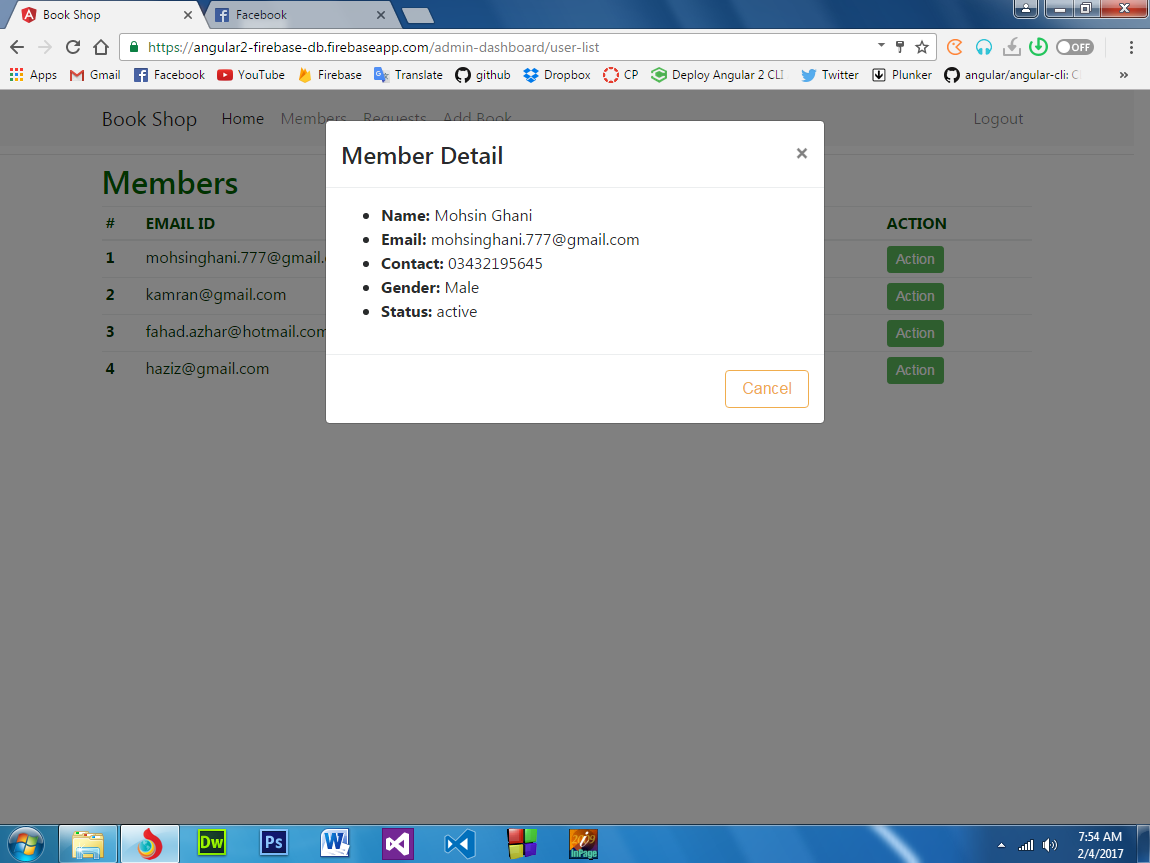 Book Shop
Facebook
https://angular2-firebase-db.firebaseapp.com/admin-dashboard/user-list
OFF
Apps Gmail Facebook YouTube Firebase Translate github Dropbox CP Deploy Angular 2 CLI Twitter Plunker angular/angular-cli: C
Book Shop Home Members Requests Add Book Logout
Member Detail ×
Members
# EMAIL ID ACTION
Name: Mohsin Ghani
Email: mohsinghani.777@gmail.com
Contact: 03432195645
Gender: Male
Status: active
1 mohsinghani.777@gmail. Action
2 kamran@gmail.com Action
3 fahad.azhar@hotmail.com Action
4 haziz@gmail.com Action
Cancel
Dw Ps W 2009 InPage
7:54 AM
2/4/2017